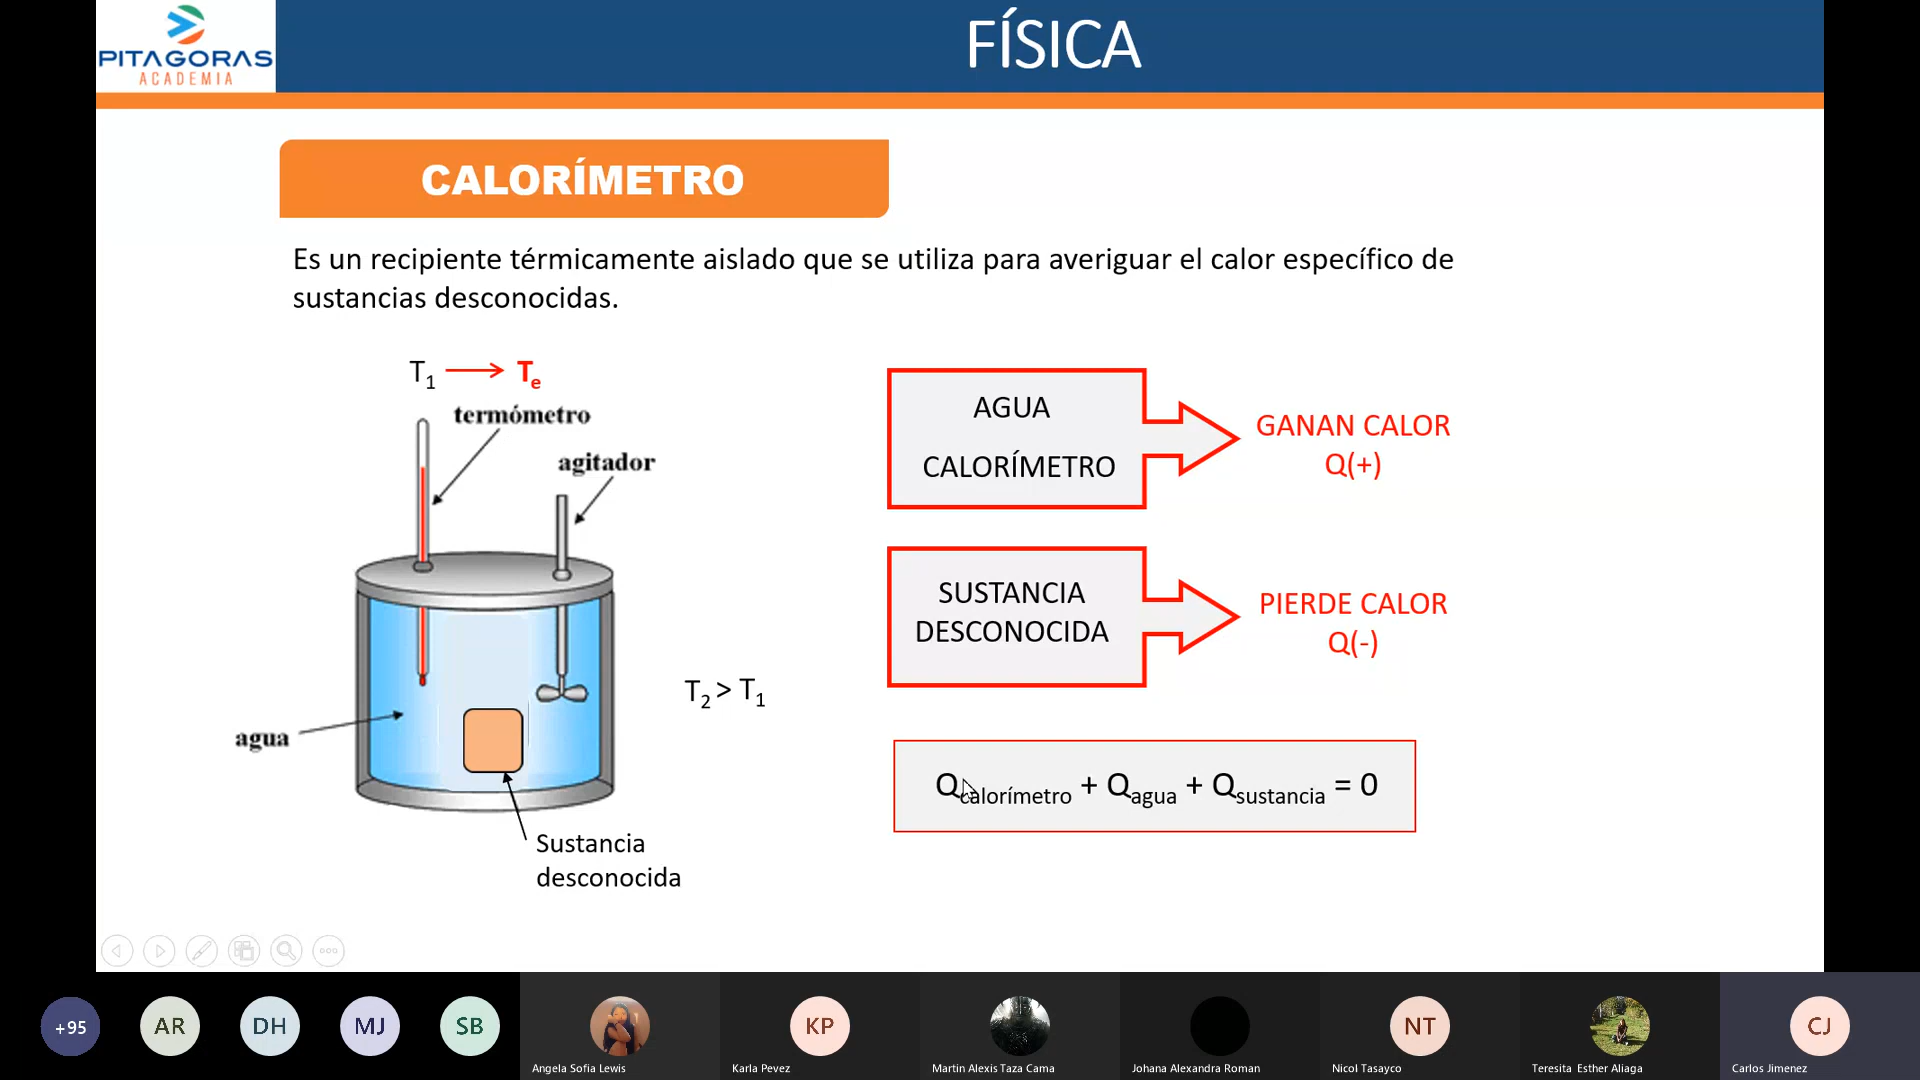 PITAGORAS
ACADEMIA
FÍSICA
CALORÍMETRO
Es un recipiente térmicamente aislado que se utiliza para averiguar el calor específico de
sustancias desconocidas.
T1 → Te
termómetro
agitador
agua
Sustancia
desconocida
T2 > T1
AGUA
CALORÍMETRO
GANAN CALOR
Q(+)
SUSTANCIA
DESCONOCIDA
PIERDE CALOR
Q(-)
Qcalorímetro + Qagua + Qsustancia = 0
+95
AR
DH
MJ
SB
Angela Sofia Lewis
KP
Karla Pevez
Martin Alexis Taza Cama
Johana Alexandra Roman
NT
Nicol Tasayco
Teresita Esther Aliaga
CJ
Carlos Jimenez